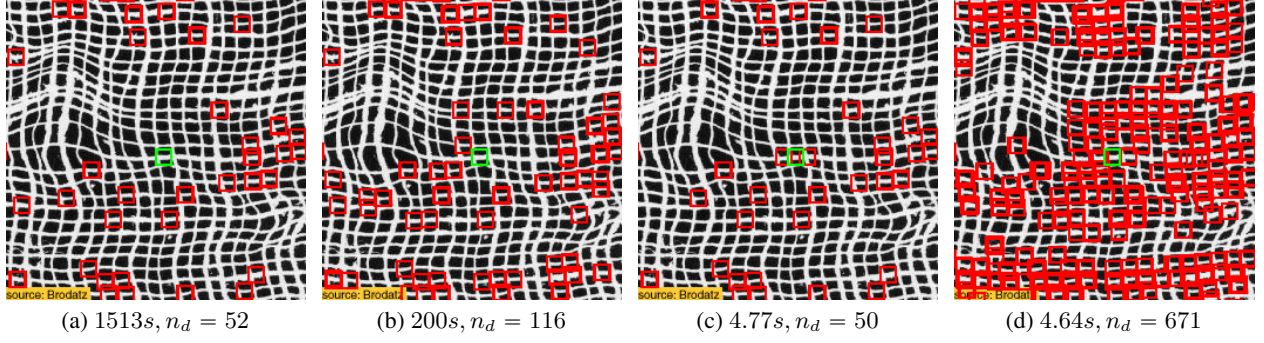 source: Brodatz
source: Brodatz
source: Brodatz
source: Brodatz
(a) 1513s, n_d = 52
(b) 200s, n_d = 116
(c) 4.77s, n_d = 50
(d) 4.64s, n_d = 671